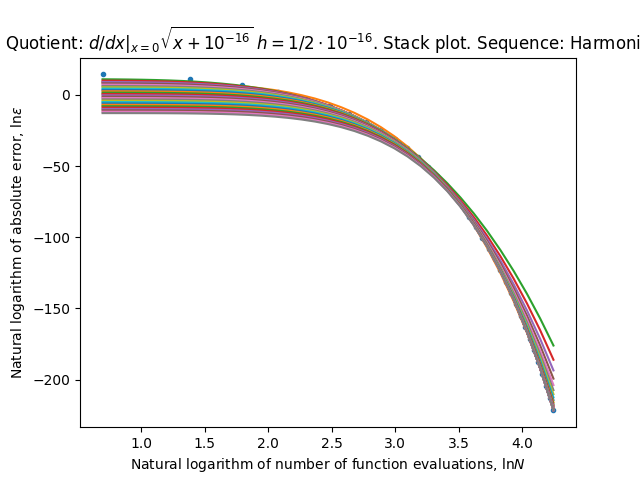 Quotient: $d/dx|_{x=0}\sqrt{x+10^{-16}}\, h = 1/2 \cdot 10^{-16}$. Stack plot. Sequence: Harmoni
0
−50
−100
−150
−200
Natural logarithm of absolute error, lnε
1.0 1.5 2.0 2.5 3.0 3.5 4.0
Natural logarithm of number of function evaluations, lnN